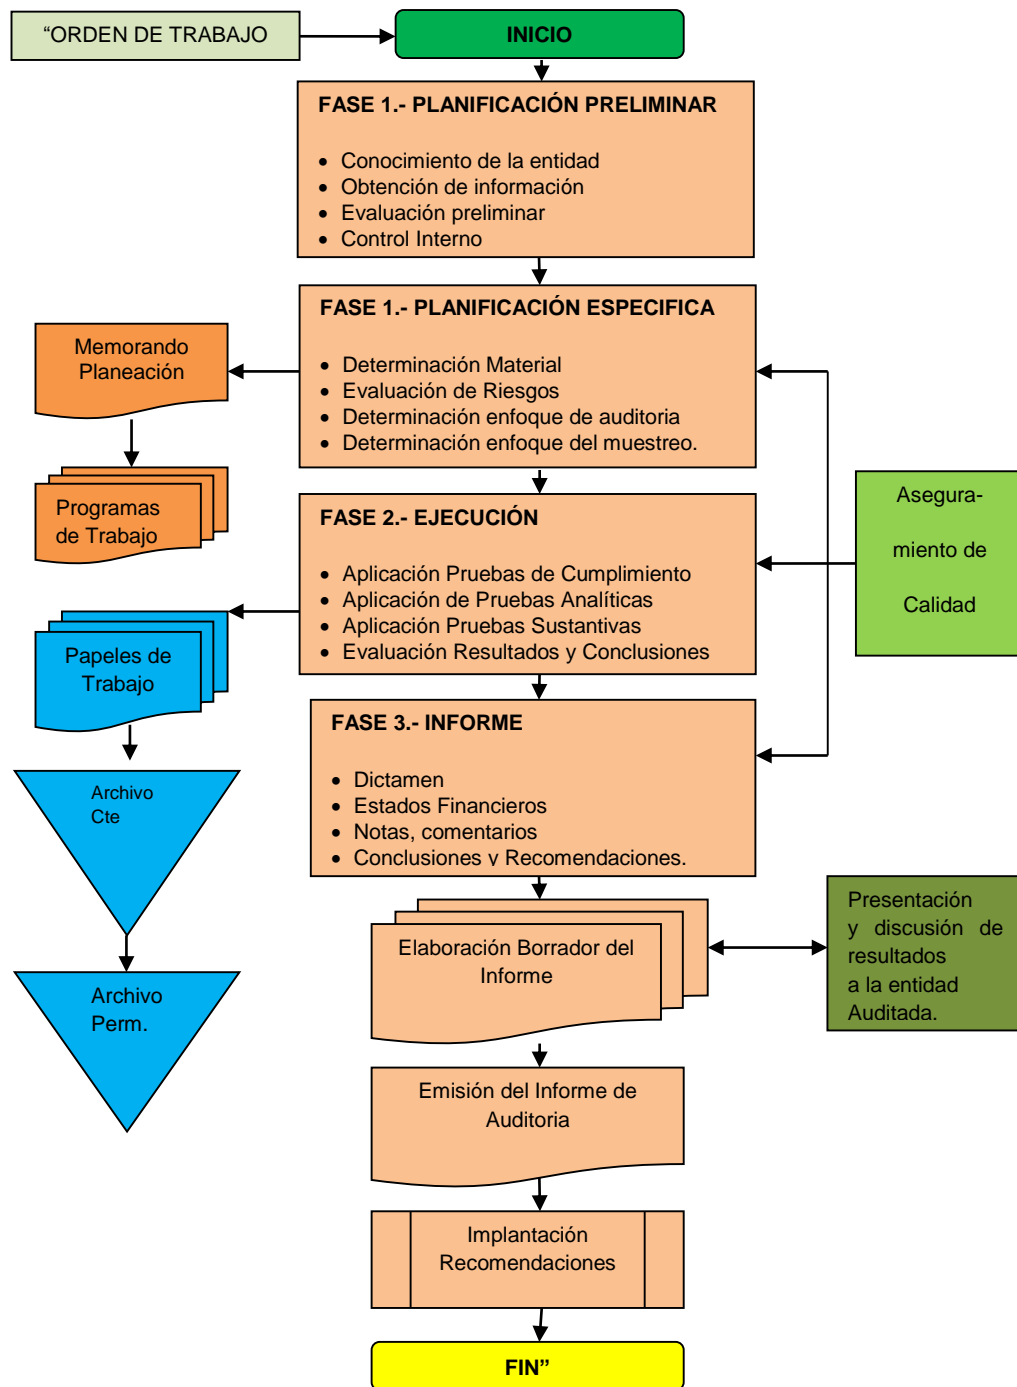 “ORDEN DE TRABAJO
INICIO
FASE 1.- PLANIFICACIÓN PRELIMINAR
• Conocimiento de la entidad
• Obtención de información
• Evaluación preliminar
• Control Interno
FASE 1.- PLANIFICACIÓN ESPECIFICA
• Determinación Material
• Evaluación de Riesgos
• Determinación enfoque de auditoria
• Determinación enfoque del muestreo.
Memorando
Planeación
Programas
de Trabajo
FASE 2.- EJECUCIÓN
• Aplicación Pruebas de Cumplimiento
• Aplicación de Pruebas Analíticas
• Aplicación Pruebas Sustantivas
• Evaluación Resultados y Conclusiones
Asegura-
miento de
Calidad
Papeles de
Trabajo
FASE 3.- INFORME
• Dictamen
• Estados Financieros
• Notas, comentarios
• Conclusiones y Recomendaciones.
Archivo
Cte
Elaboración Borrador del
Informe
Presentación
y discusión de
resultados
a la entidad
Auditada.
Archivo
Perm.
Emisión del Informe de
Auditoria
Implantación
Recomendaciones
FIN”